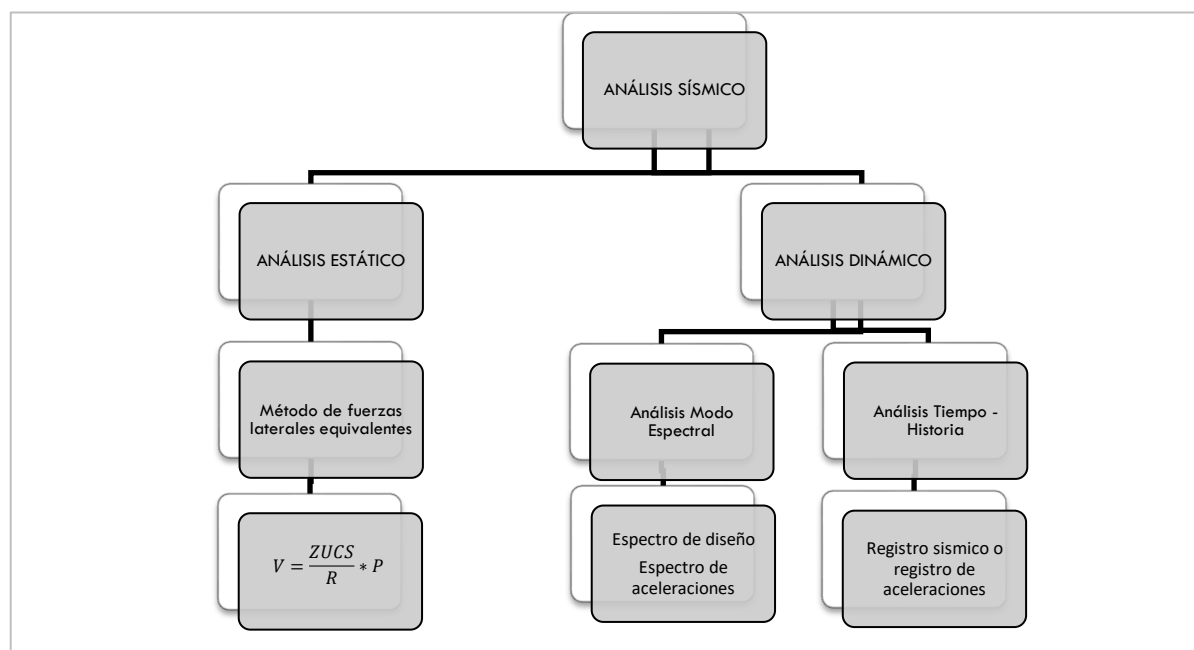 ANÁLISIS SÍSMICO
ANÁLISIS ESTÁTICO
ANÁLISIS DINÁMICO
Método de fuerzas
laterales equivalentes
Análisis Modo
Espectral
Análisis Tiempo -
Historia
V = ZUCS/R * P
Espectro de diseño
Espectro de
aceleraciones
Registro sismico o
registro de
aceleraciones